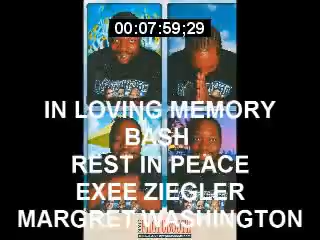 00:07:59;29
IN LOVING MEMORY
BASH
REST IN PEACE
EXEE ZIEGLER
MARGRET WASHINGTON